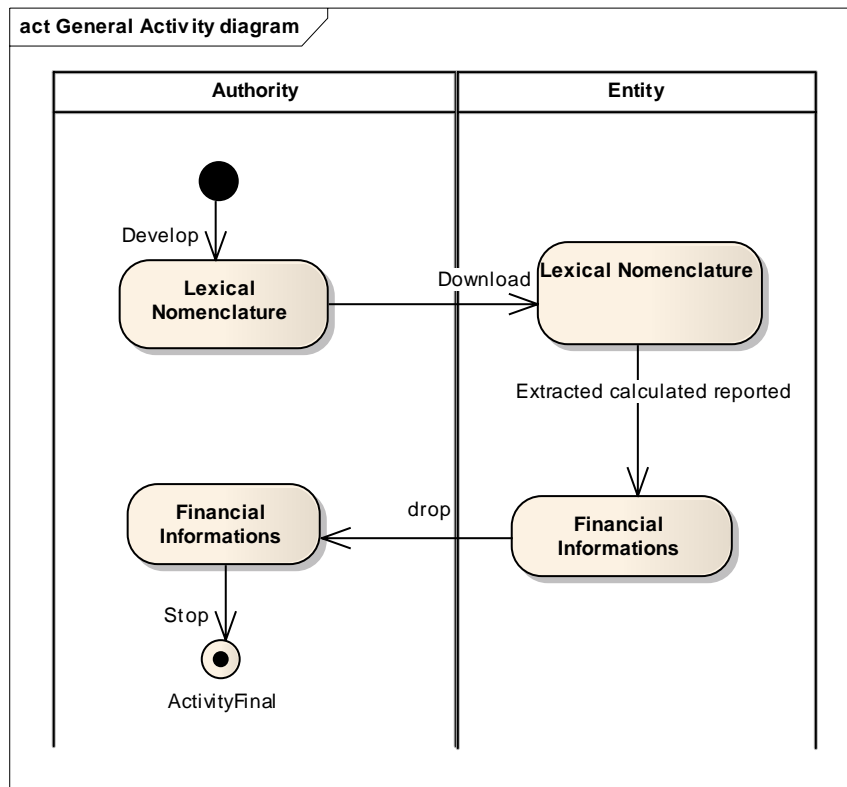 act General Activity diagram
Authority
Entity
Develop
Lexical
Nomenclature
Download
Lexical Nomenclature
Extracted calculated reported
Financial
Informations
drop
Financial
Informations
Stop
ActivityFinal